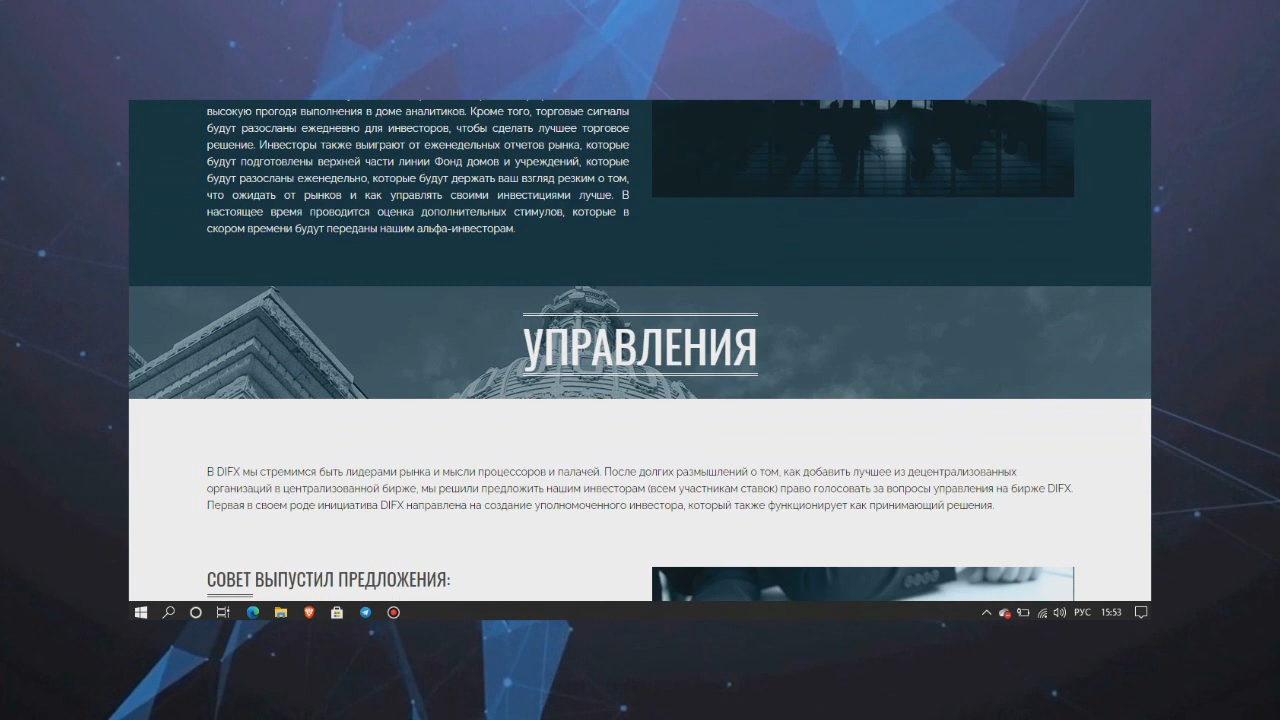 высокую прогодя выполнения в доме аналитиков. Кроме того, торговые сигналы
будут разосланы ежедневно для инвесторов, чтобы сделать лучшее торговое
решение. Инвесторы также выиграют от еженедельных отчетов рынка, которые
будут подготовлены верхней части линии Фонд домов и учреждений, которые
будут разосланы еженедельно, которые будут держать ваш взгляд резким о том,
что ожидать от рынков и как управлять своими инвестициями лучше. В
настоящее время проводится оценка дополнительных стимулов, которые в
скором времени будут переданы нашим альфа-инвесторам.
УПРАВЛЕНИЯ
В DIFX мы стремимся быть лидерами рынка и мысли процессоров и палачей. После долгих размышлений о том, как добавить лучшее из децентрализованных
организаций в централизованной бирже, мы решили предложить нашим инвесторам (всем участникам ставок) право голосовать за вопросы управления на бирже DIFX.
Первая в своем роде инициатива DIFX направлена на создание уполномоченного инвестора, который также функционирует как принимающий решения.
СОВЕТ ВЫПУСТИЛ ПРЕДЛОЖЕНИЯ:
РУС 15:53